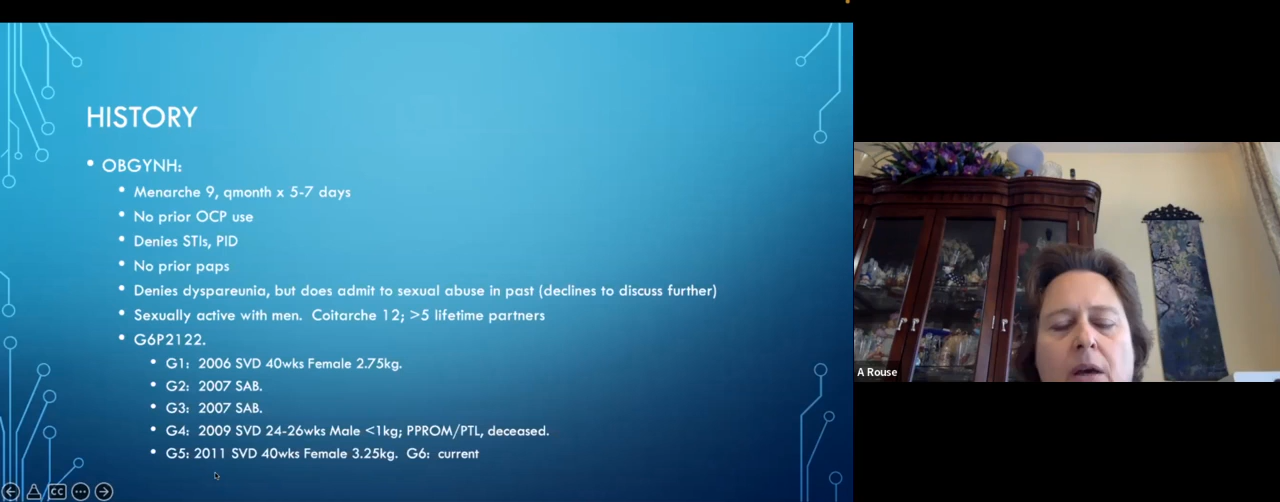 HISTORY
• OBGYNH:
• Menarche 9, qmonth x 5-7 days
• No prior OCP use
• Denies STIs, PID
• No prior paps
• Denies dyspareunia, but does admit to sexual abuse in past (declines to discuss further)
• Sexually active with men.  Coitarche 12; >5 lifetime partners
• G6P2122.
• G1:  2006 SVD 40wks Female 2.75kg.
• G2:  2007 SAB.
• G3:  2007 SAB.
• G4:  2009 SVD 24-26wks Male <1kg; PPROM/PTL, deceased.
• G5: 2011 SVD 40wks Female 3.25kg.  G6:  current
CC
A Rouse